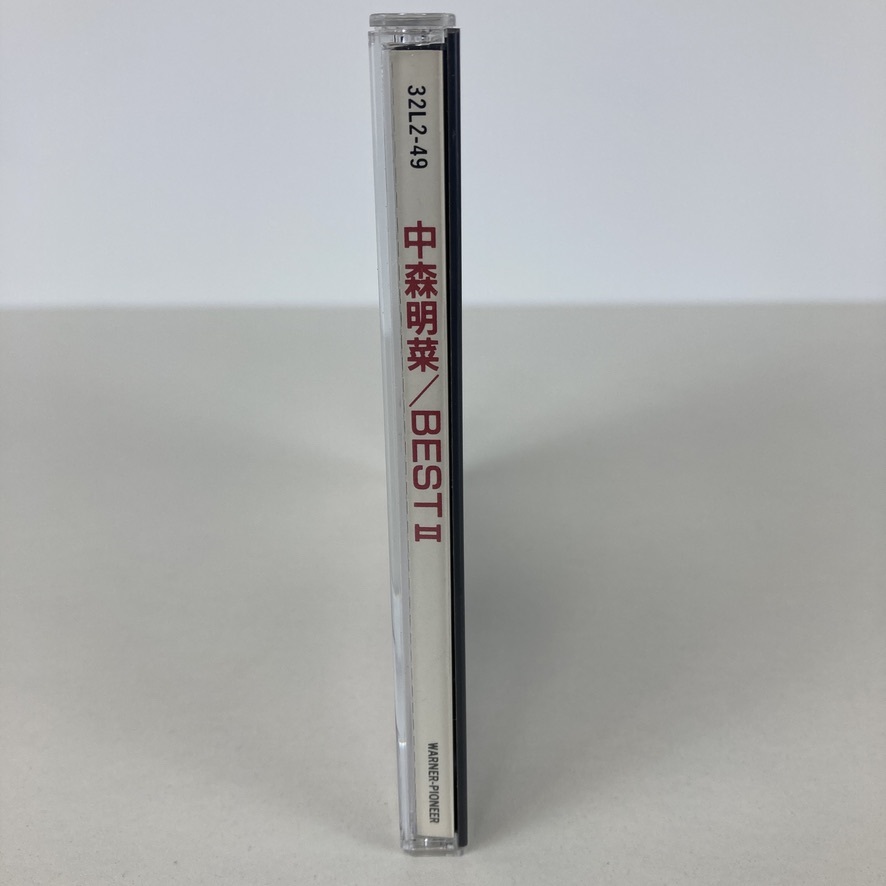 32L2-49
中森明菜／BEST II
WARNER-PIONEER